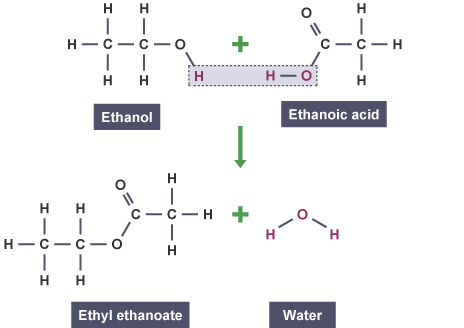 H H O H
H C C O + C C H
H H H H O H
Ethanol Ethanoic acid
H
O
H H C C H + O
H C C O H H H
H H
Ethyl ethanoate Water